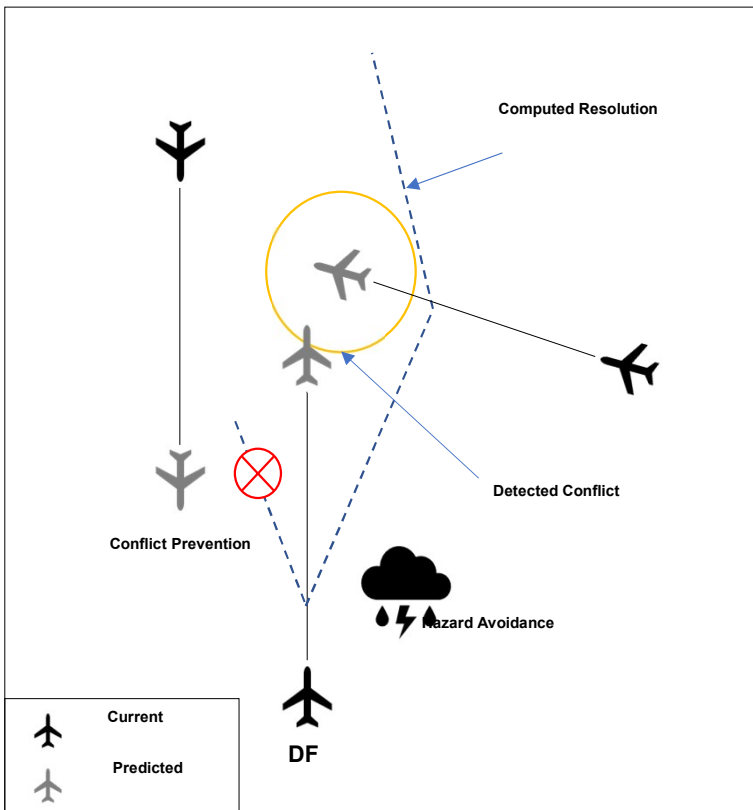 Computed Resolution
Detected Conflict
Conflict Prevention
Hazard Avoidance
DF
Current
Predicted